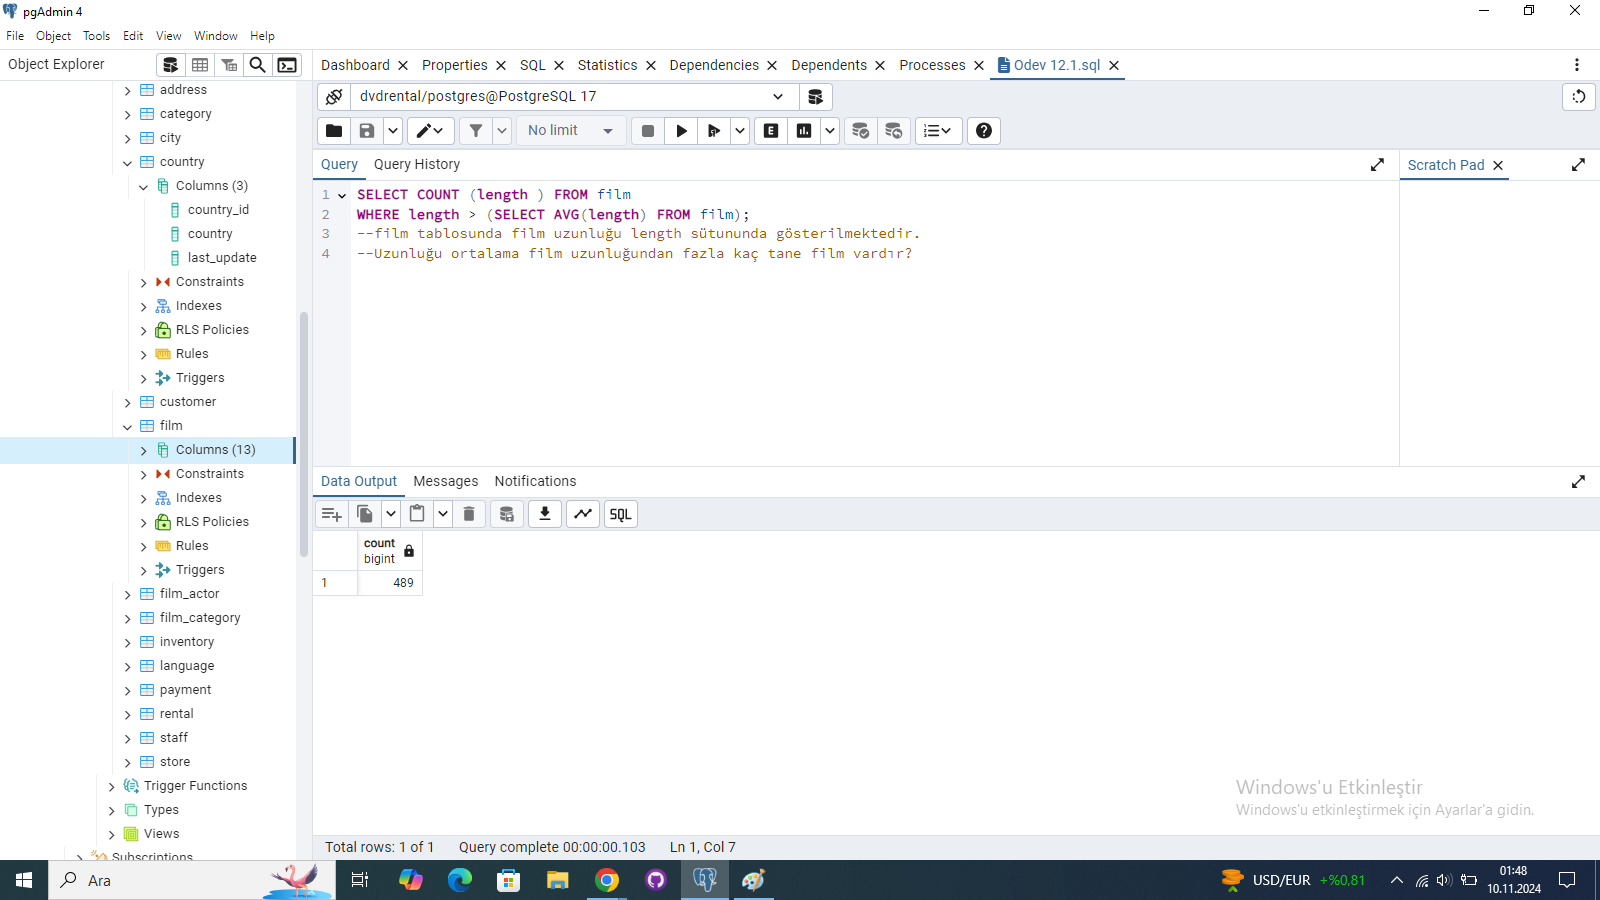 pgAdmin 4
File Object Tools Edit View Window Help
Object Explorer
Dashboard Properties SQL Statistics Dependencies Dependents Processes Odev 12.1.sql
dvdrental/postgres@PostgreSQL 17
No limit
E
Query Query History
Scratch Pad
1 SELECT COUNT (length ) FROM film
2 WHERE length > (SELECT AVG(length) FROM film);
3 --film tablosunda film uzunluğu length sütununda gösterilmektedir.
4 --Uzunluğu ortalama film uzunluğundan fazla kaç tane film vardır?
address
category
city
country
Columns (3)
country_id
country
last_update
Constraints
Indexes
RLS Policies
Rules
Triggers
customer
film
Columns (13)
Constraints
Indexes
RLS Policies
Rules
Triggers
film_actor
film_category
inventory
language
payment
rental
staff
store
Trigger Functions
Types
Views
Subscriptions
Data Output Messages Notifications
SQL
count
bigint
1 489
Windows'u Etkinleştir
Windows'u etkinleştirmek için Ayarlar'a gidin.
Total rows: 1 of 1 Query complete 00:00:00.103 Ln 1, Col 7
Ara
USD/EUR +%0,81
01:48
10.11.2024